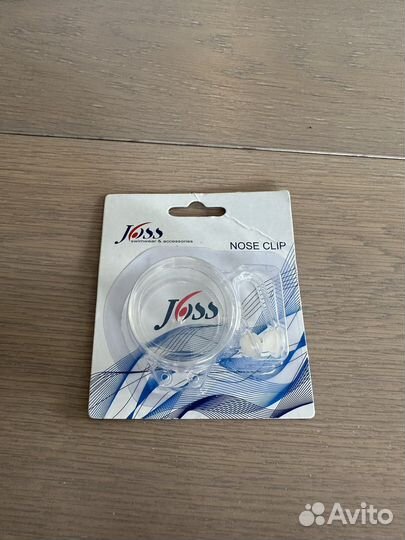 Joss
swimwear & accessories
NOSE CLIP
Joss
Avito